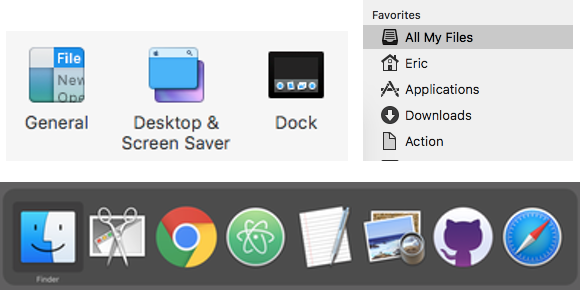 File
New
Ope
General
Desktop &
Screen Saver
Dock
Favorites
All My Files
Eric
Applications
Downloads
Action
Finder